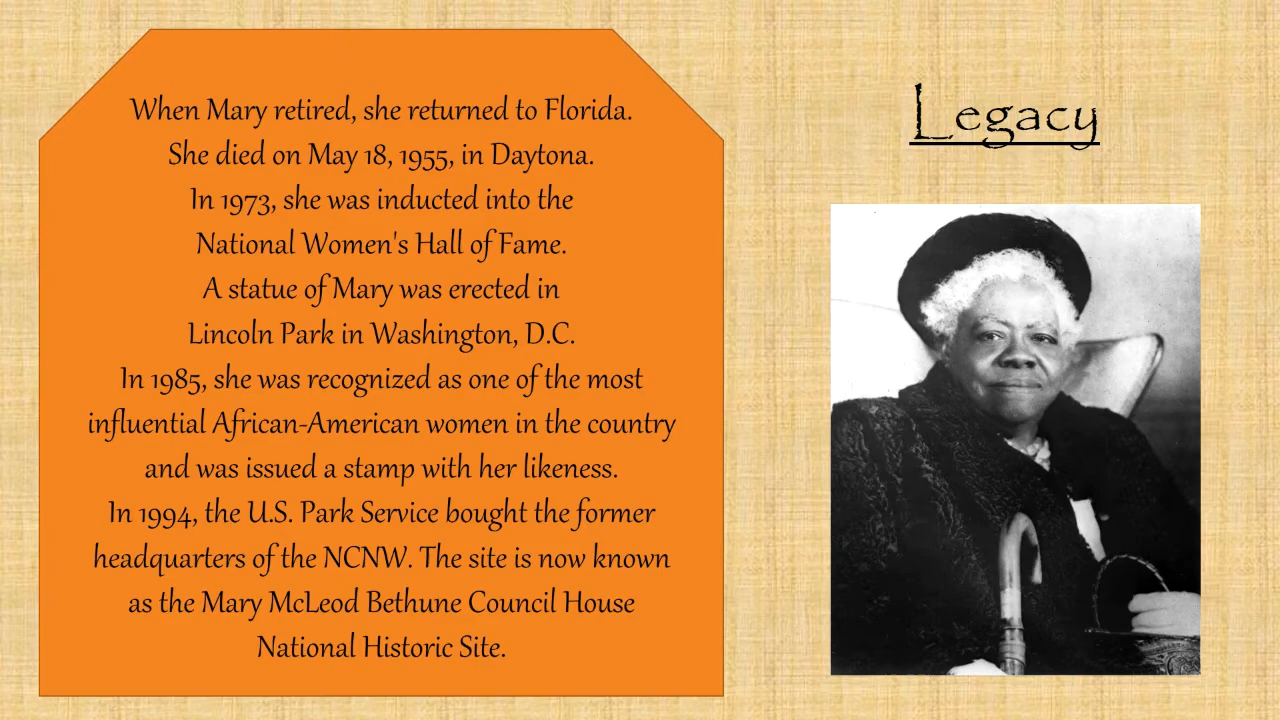 When Mary retired, she returned to Florida.
She died on May 18, 1955, in Daytona.
In 1973, she was inducted into the
National Women's Hall of Fame.
A statue of Mary was erected in
Lincoln Park in Washington, D.C.
In 1985, she was recognized as one of the most
influential African-American women in the country
and was issued a stamp with her likeness.
In 1994, the U.S. Park Service bought the former
headquarters of the NCNW. The site is now known
as the Mary McLeod Bethune Council House
National Historic Site.
Legacy